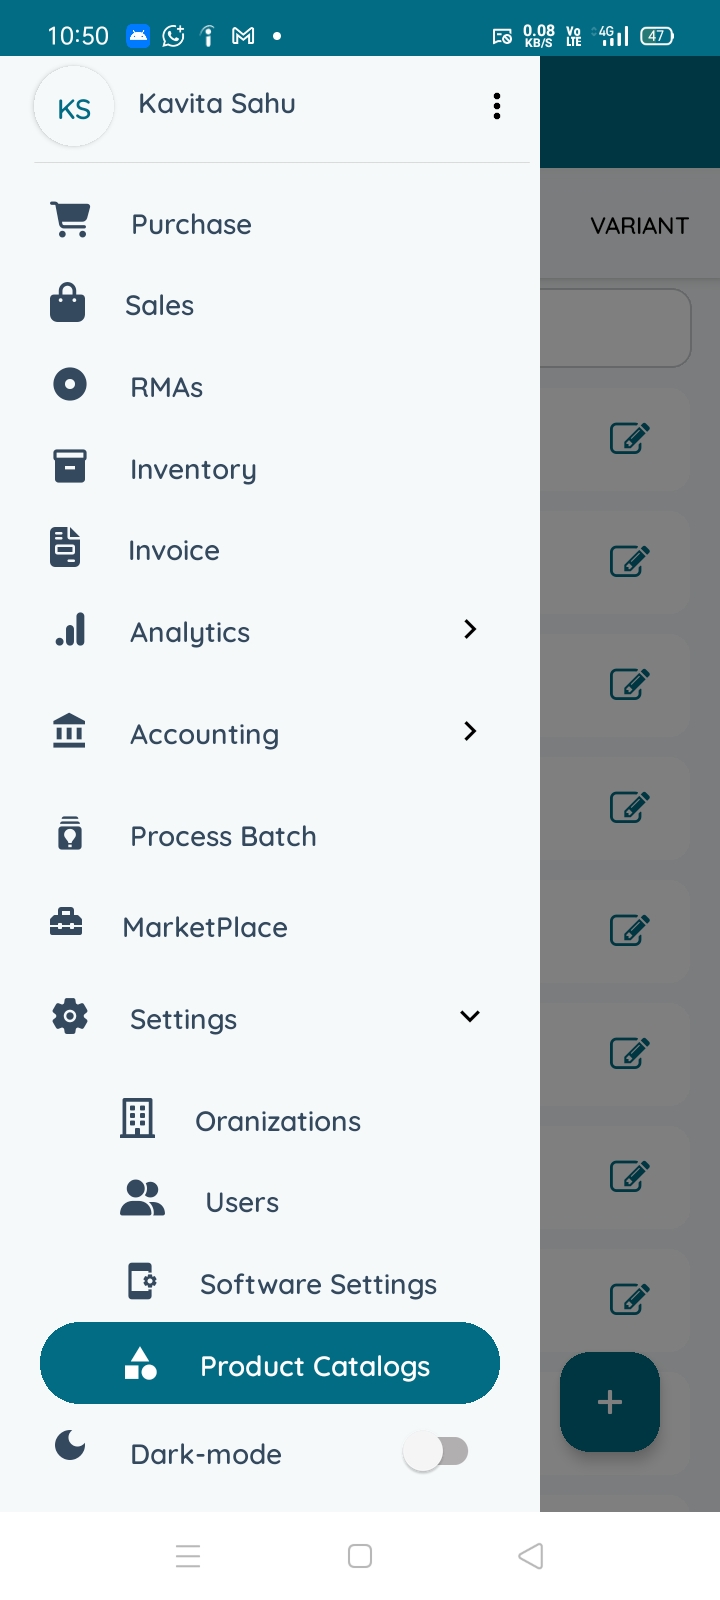 10:50
0.08 KB/S Vo LTE 4G 47
KS
Kavita Sahu
VARIANT
Purchase
Sales
RMAs
Inventory
Invoice
Analytics
Accounting
Process Batch
MarketPlace
Settings
Oranizations
Users
Software Settings
Product Catalogs
Dark-mode